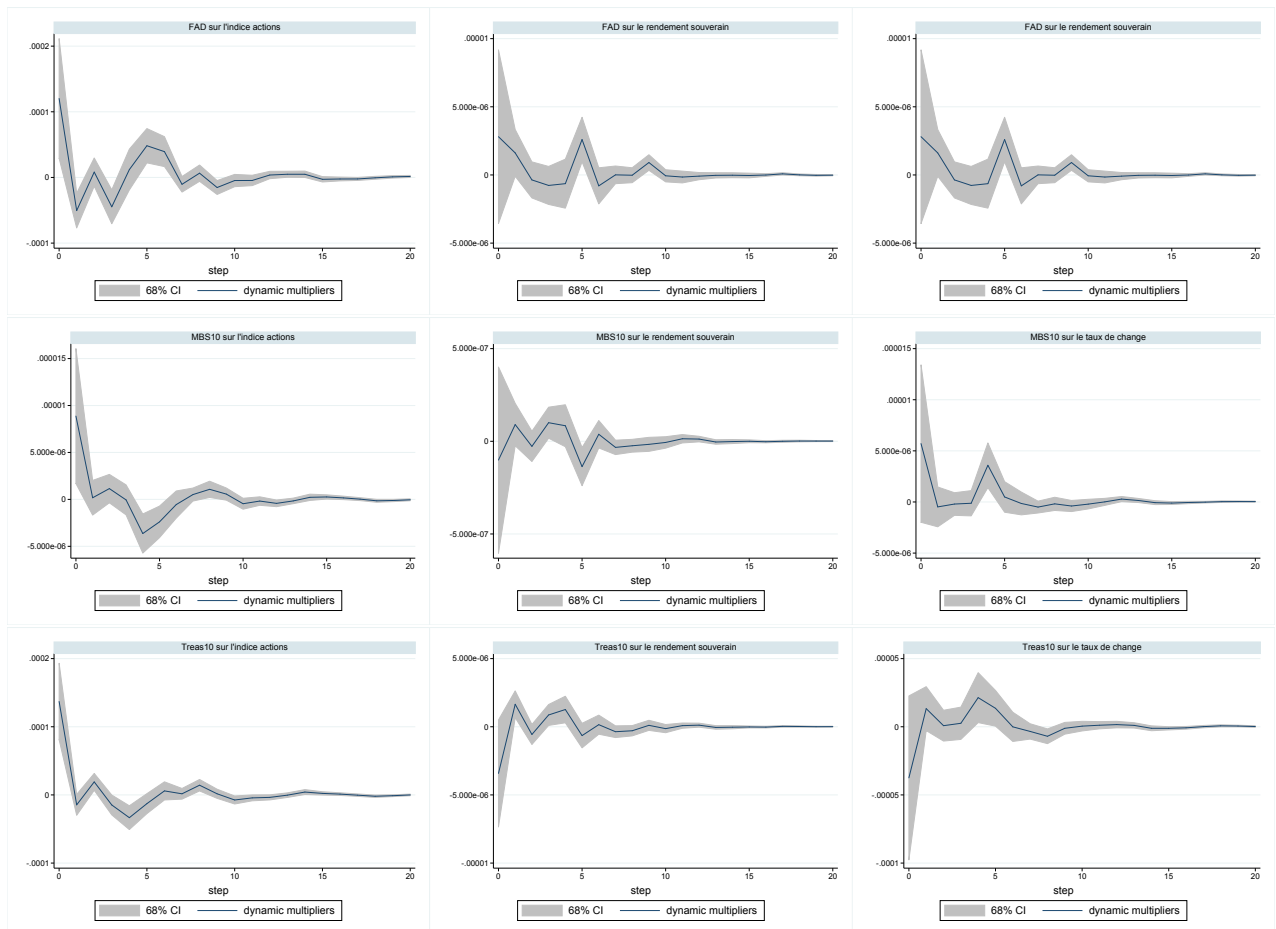 FAD sur l'indice actions
.0002
.0001
0
-.0001
0 5 10 15 20
step
68% CI dynamic multipliers
FAD sur le rendement souverain
.00001
5.000e-06
0
-5.000e-06
0 5 10 15 20
step
68% CI dynamic multipliers
FAD sur le rendement souverain
.00001
5.000e-06
0
-5.000e-06
0 5 10 15 20
step
68% CI dynamic multipliers
MBS10 sur l'indice actions
.000015
.00001
5.000e-06
0
-5.000e-06
0 5 10 15 20
step
68% CI dynamic multipliers
MBS10 sur le rendement souverain
5.000e-07
0
-5.000e-07
0 5 10 15 20
step
68% CI dynamic multipliers
MBS10 sur le taux de change
.000015
.00001
5.000e-06
0
-5.000e-06
0 5 10 15 20
step
68% CI dynamic multipliers
Treas10 sur l'indice actions
.0002
.0001
0
-.0001
0 5 10 15 20
step
68% CI dynamic multipliers
Treas10 sur le rendement souverain
5.000e-06
0
-5.000e-06
-.00001
0 5 10 15 20
step
68% CI dynamic multipliers
Treas10 sur le taux de change
.00005
0
-.00005
-.0001
0 5 10 15 20
step
68% CI dynamic multipliers